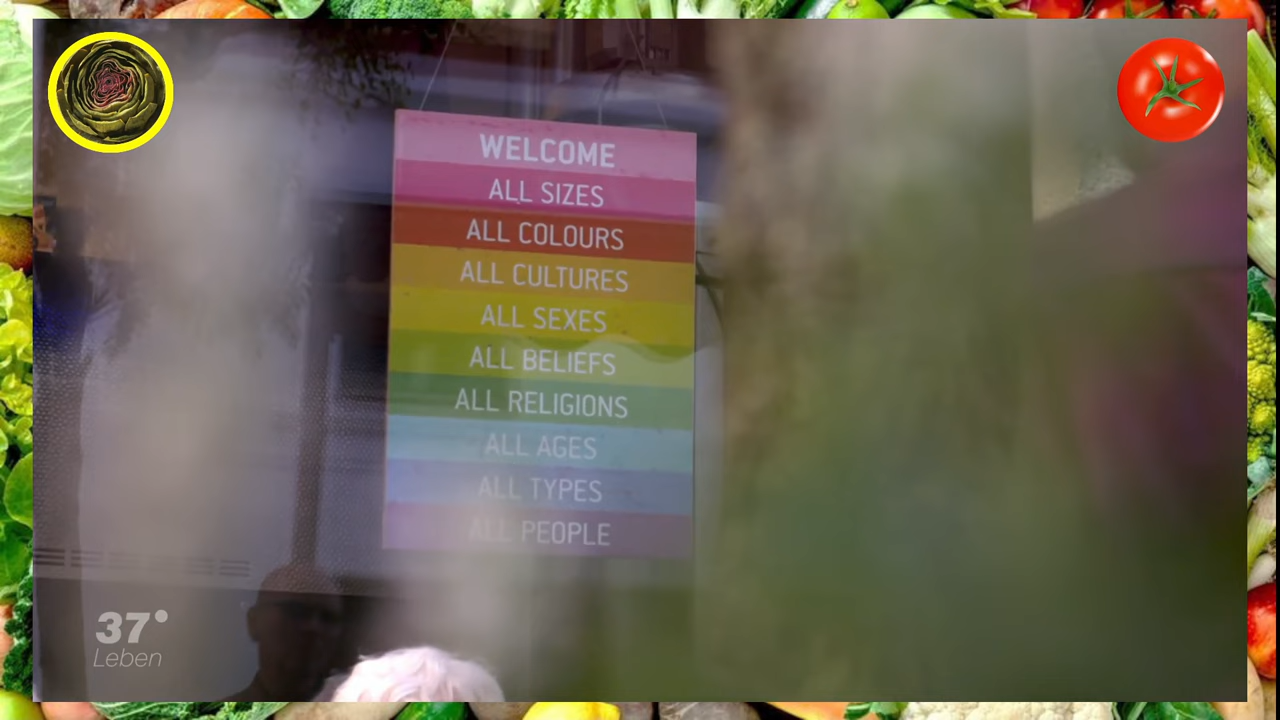 WELCOME
ALL SIZES
ALL COLOURS
ALL CULTURES
ALL SEXES
ALL BELIEFS
ALL RELIGIONS
ALL AGES
ALL TYPES
ALL PEOPLE
37°
Leben